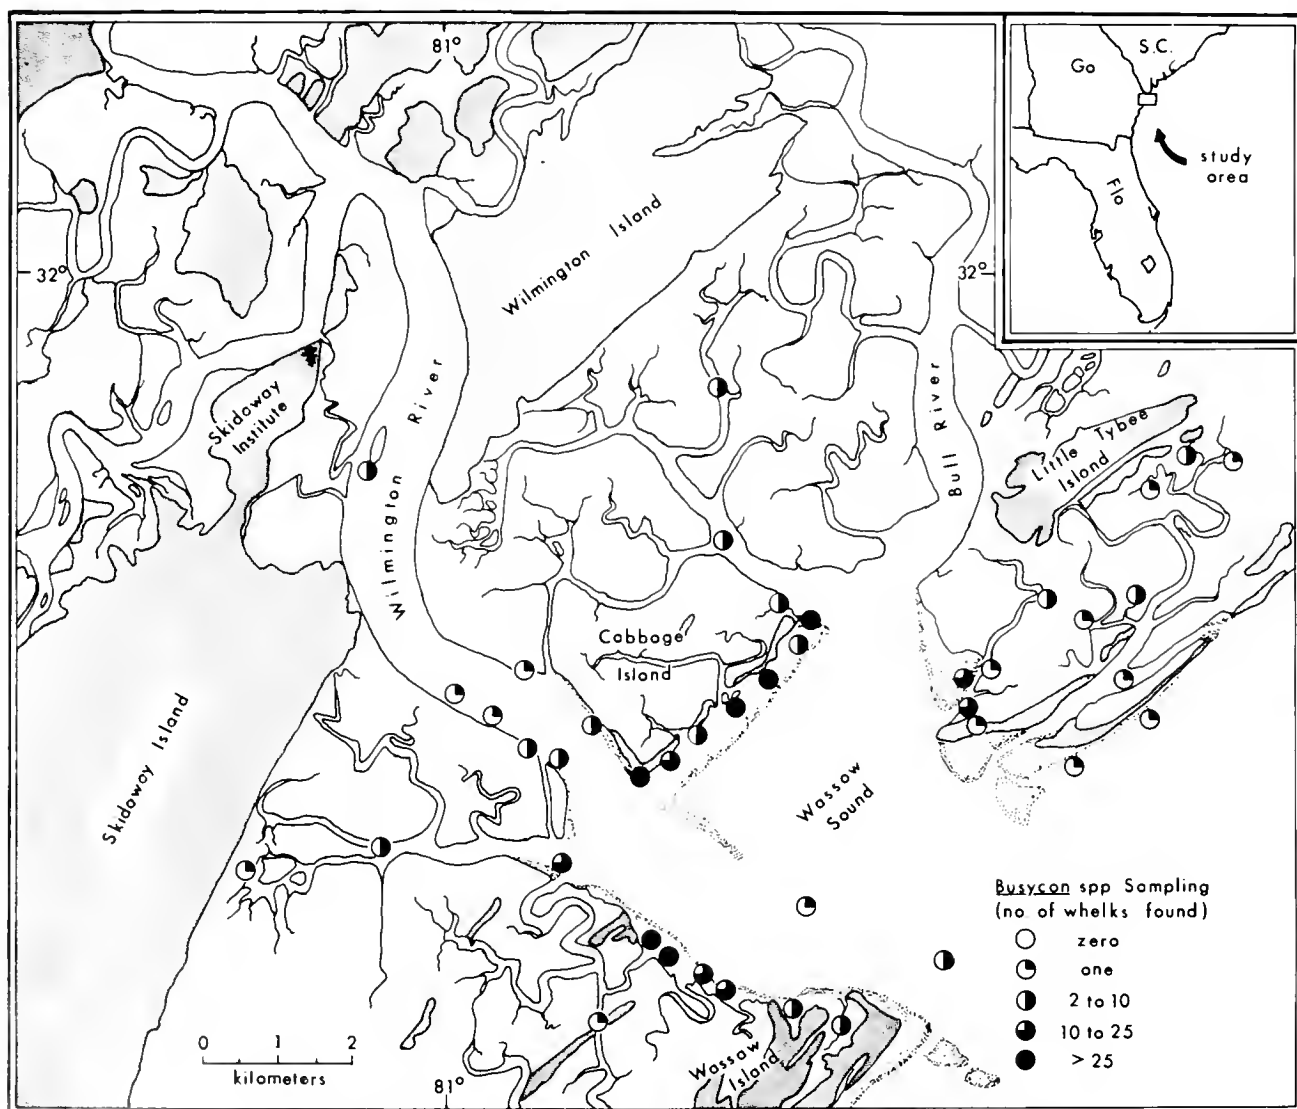 81°
S.C.
Go
study
area
Flo
32°
32°
Wilmington Island
Wilmington River
Skidaway
Institute
Bull River
Little Tybee
Island
Cabbage
Island
Skidaway Island
Wassaw
Sound
Busycon spp Sampling
(no. of whelks found)
zero
one
2 to 10
10 to 25
> 25
0 1 2
kilometers
Wassaw
Island
81°